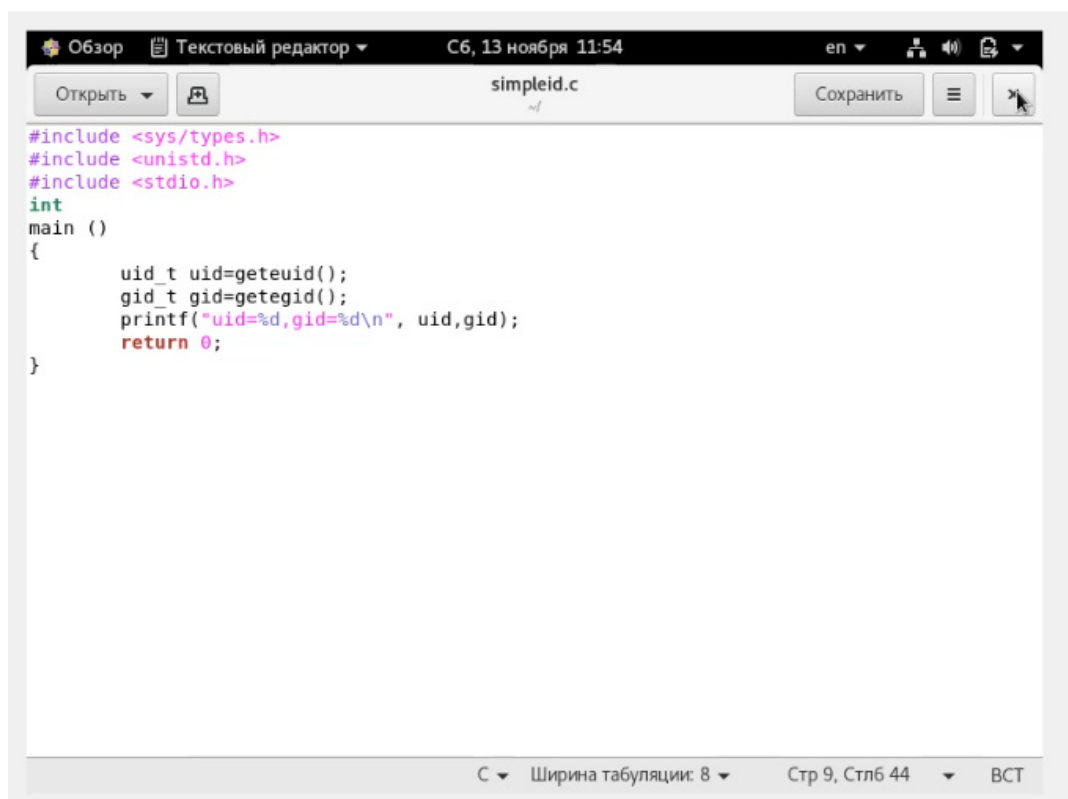 Обзор Текстовый редактор Сб, 13 ноября 11:54 en
Открыть simpleid.c Сохранить
~/
#include <sys/types.h>
#include <unistd.h>
#include <stdio.h>
int
main ()
{
        uid_t uid=geteuid();
        gid_t gid=getegid();
        printf("uid=%d,gid=%d\n", uid,gid);
        return 0;
}
C Ширина табуляции: 8 Стр 9, Стлб 44 ВСТ